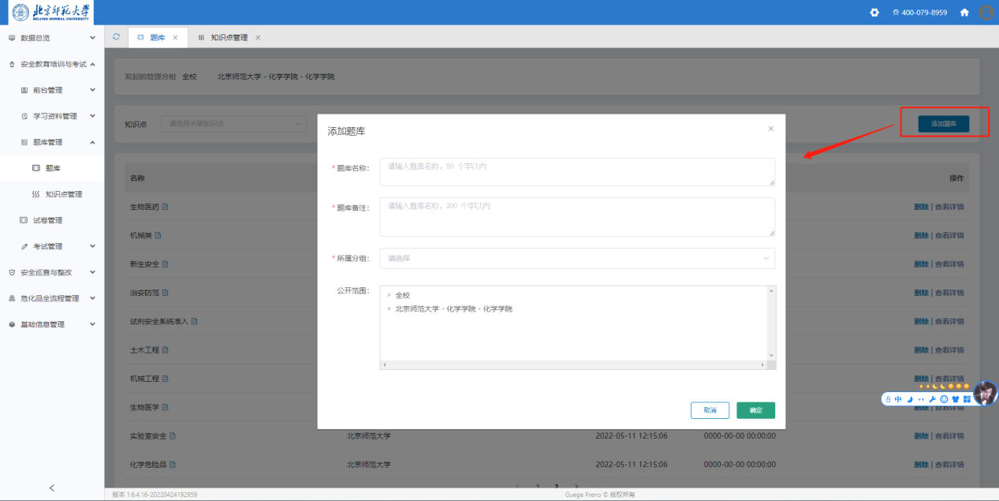 北京师范大学
BEIJING NORMAL UNIVERSITY
400-079-8959
数据总览
安全教育培训与考试
前台管理
学习资料管理
题库管理
题库
知识点管理
试卷管理
考试管理
安全巡查与整改
危化品全流程管理
基础信息管理
题库 ×
知识点管理 ×
发起的管理分组 全校 北京师范大学 - 化学学院 - 化学学院
知识点 请选择关联知识点
添加题库
名称 操作
生物医药 删除 | 查看详情
机械类 删除 | 查看详情
新生安全 删除 | 查看详情
治安防范 删除 | 查看详情
试剂安全系统准入 删除 | 查看详情
土木工程 删除 | 查看详情
机械工程 删除 | 查看详情
生物医学 删除 | 查看详情
实验室安全 北京师范大学 2022-05-11 12:15:06 0000-00-00 00:00:00 删除 | 查看详情
化学危险品 北京师范大学 2022-05-11 12:15:06 0000-00-00 00:00:00 删除 | 查看详情
1 2
添加题库 ×
* 题库名称: 请输入题库名称，50 个字以内
* 题库备注: 请输入题库名称，200 个字以内
* 所属分组: 请选择
公开范围: 全校
北京师范大学 - 化学学院 - 化学学院
取消 确定
中
版本 1.6.4.16-20220424192959
Guege Preno © 版权所有